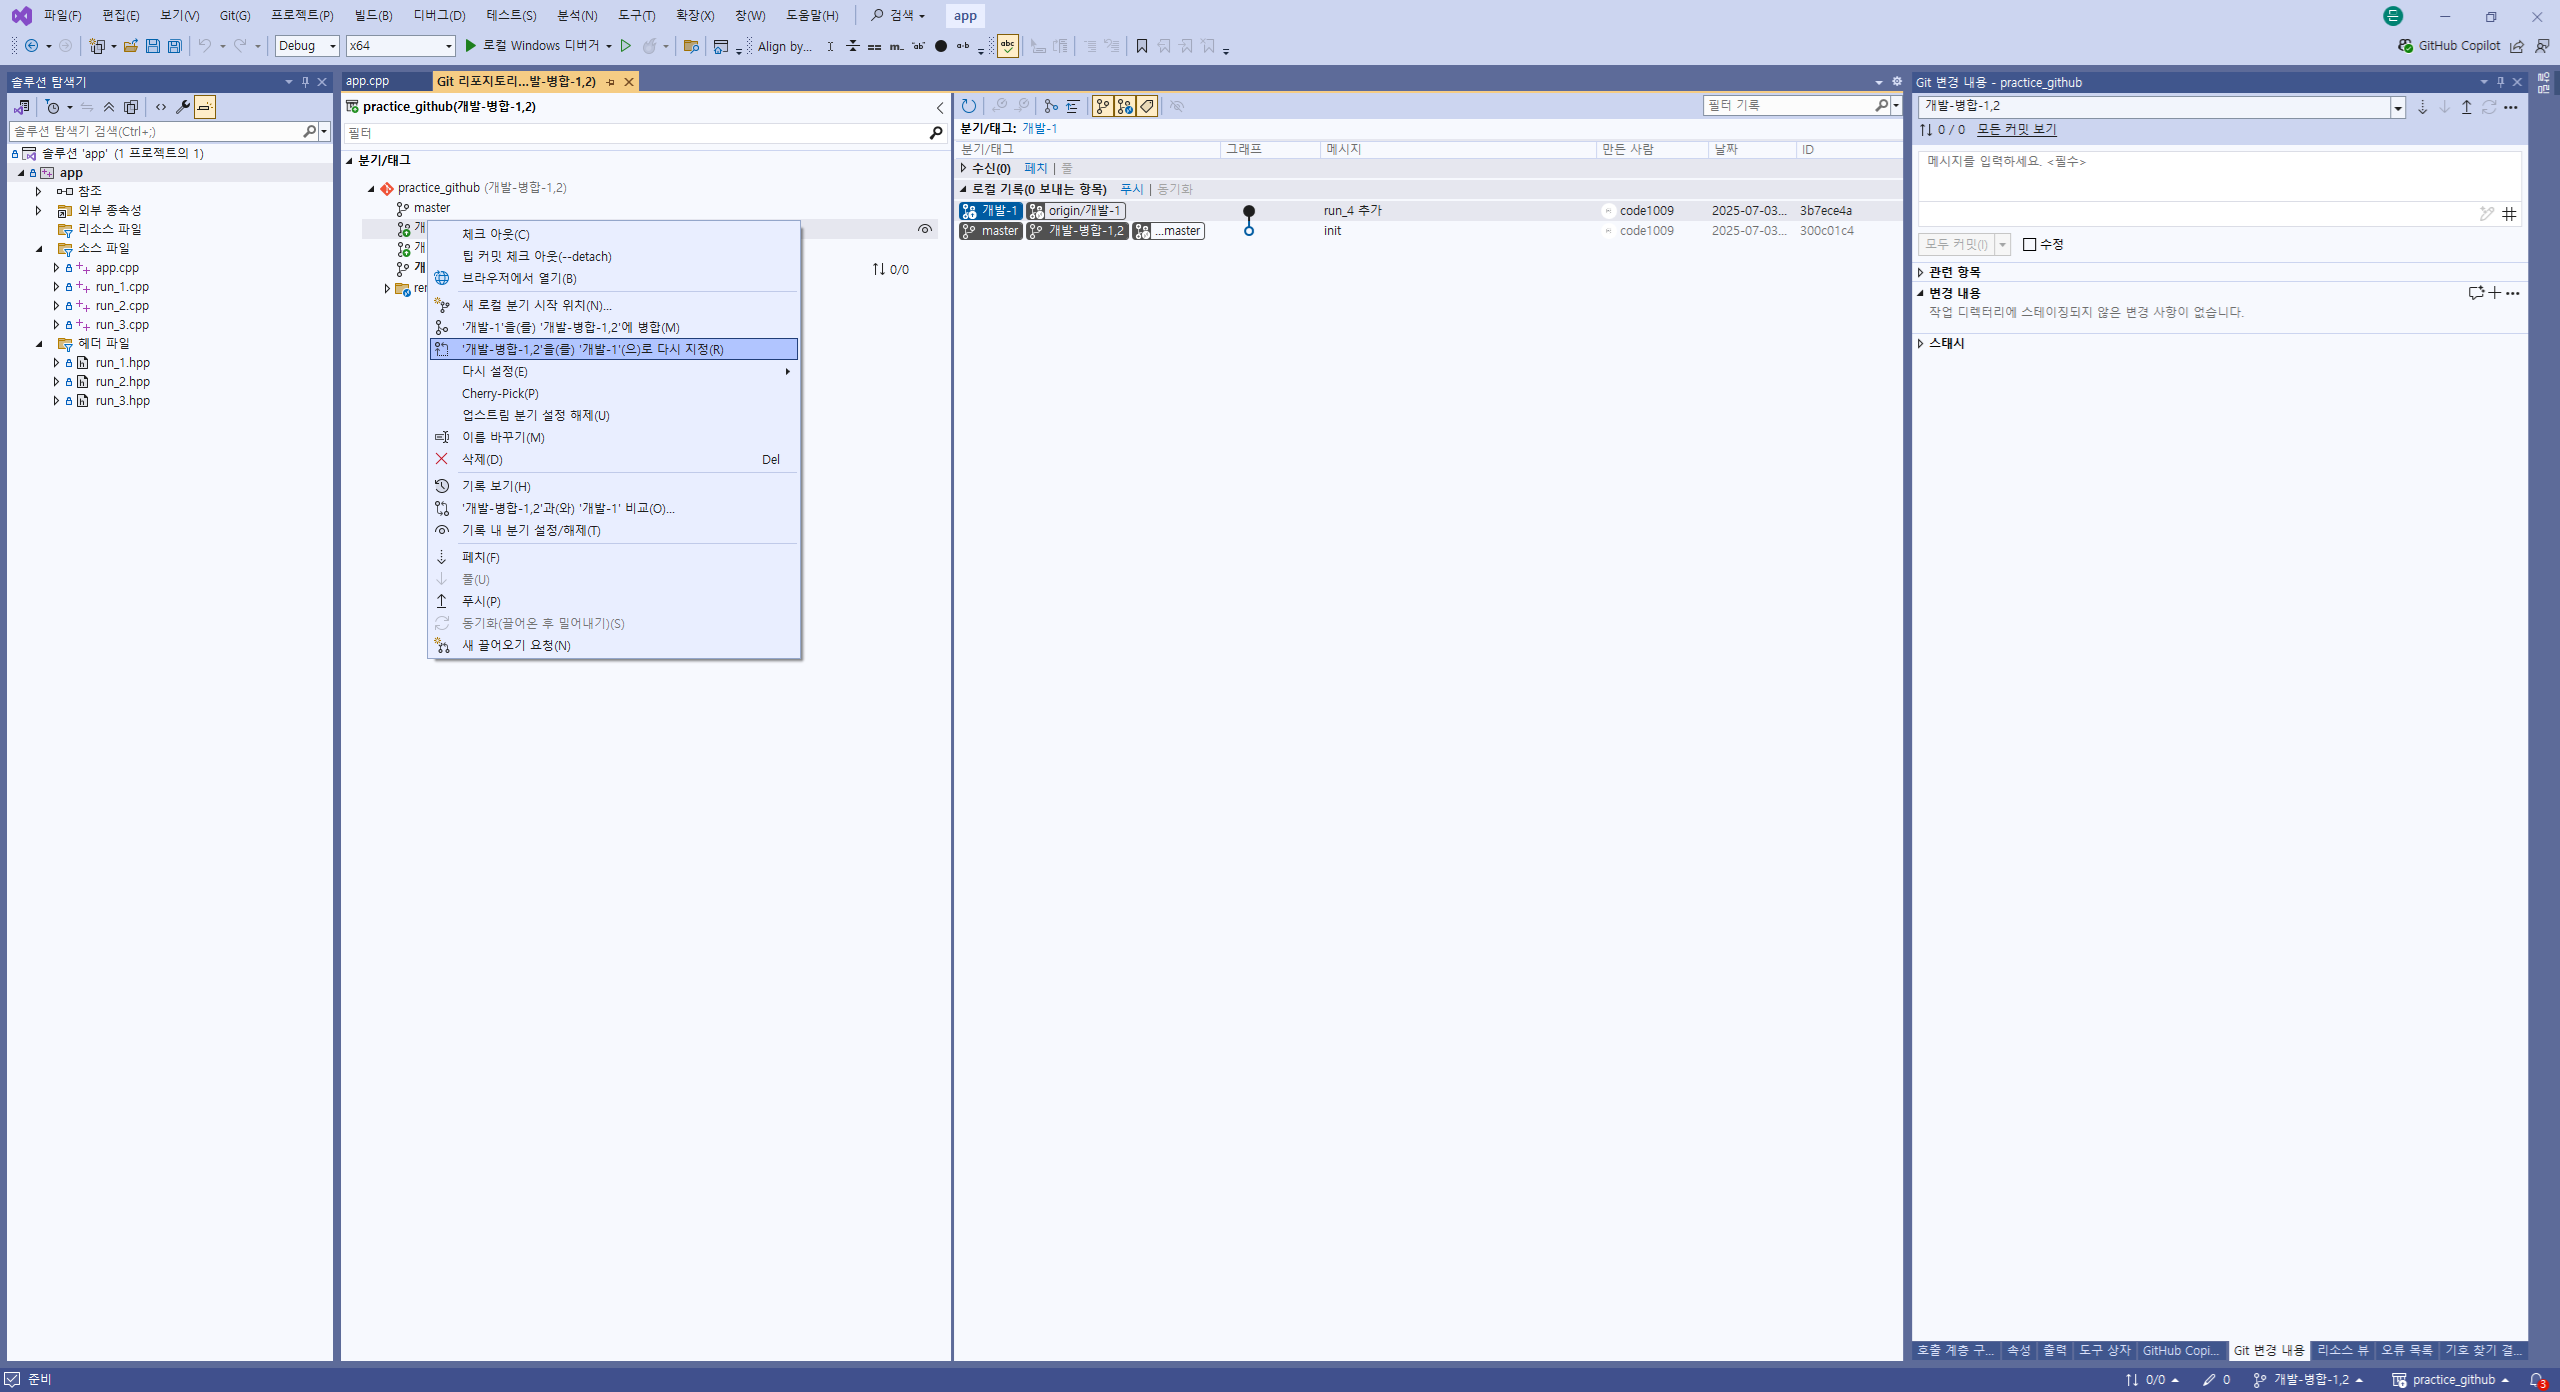 파일(F) 편집(E) 보기(V) Git(G) 프로젝트(P) 빌드(B) 디버그(D) 테스트(S) 분석(N) 도구(T) 확장(X) 창(W) 도움말(H) 검색 app 든
Debug x64 로컬 Windows 디버거 Align by... GitHub Copilot
솔루션 탐색기
솔루션 탐색기 검색(Ctrl+;)
솔루션 'app' (1 프로젝트의 1)
app
참조
외부 종속성
리소스 파일
소스 파일
app.cpp
run_1.cpp
run_2.cpp
run_3.cpp
헤더 파일
run_1.hpp
run_2.hpp
run_3.hpp
app.cpp Git 리포지토리...발-병합-1,2)
practice_github(개발-병합-1,2)
필터
분기/태그
practice_github (개발-병합-1,2)
master
0/0
체크 아웃(C)
팁 커밋 체크 아웃(--detach)
브라우저에서 열기(B)
새 로컬 분기 시작 위치(N)...
'개발-1'을(를) '개발-병합-1,2'에 병합(M)
'개발-병합-1,2'을(를) '개발-1'(으)로 다시 지정(R)
다시 설정(E)
Cherry-Pick(P)
업스트림 분기 설정 해제(U)
이름 바꾸기(M)
삭제(D) Del
기록 보기(H)
'개발-병합-1,2'과(와) '개발-1' 비교(O)...
기록 내 분기 설정/해제(T)
페치(F)
풀(U)
푸시(P)
동기화(끌어온 후 밀어내기)(S)
새 끌어오기 요청(N)
필터 기록
분기/태그: 개발-1
분기/태그 그래프 메시지 만든 사람 날짜 ID
수신(0) 페치 | 풀
로컬 기록(0 보내는 항목) 푸시 | 동기화
개발-1 origin/개발-1 run_4 추가 code1009 2025-07-03... 3b7ece4a
master 개발-병합-1,2 ...master init code1009 2025-07-03... 300c01c4
Git 변경 내용 - practice_github
개발-병합-1,2
0 / 0 모든 커밋 보기
메시지를 입력하세요. <필수>
모두 커밋(I) 수정
관련 항목
변경 내용
작업 디렉터리에 스테이징되지 않은 변경 사항이 없습니다.
스태시
호출 계층 구... 속성 출력 도구 상자 GitHub Copi... Git 변경 내용 리소스 뷰 오류 목록 기호 찾기 결...
준비 0/0 0 개발-병합-1,2 practice_github 3